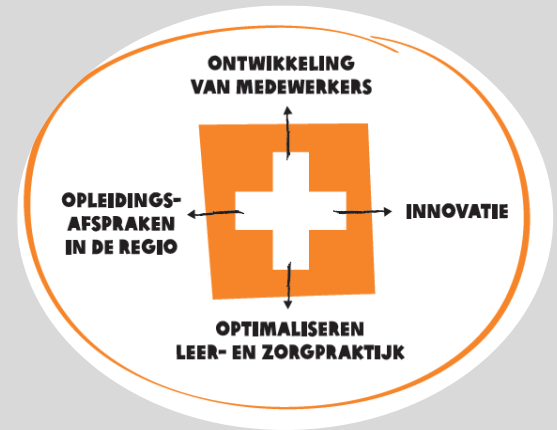 ONTWIKKELING
VAN MEDEWERKERS
OPLEIDINGS-
AFSPRAKEN
IN DE REGIO
INNOVATIE
OPTIMALISEREN
LEER- EN ZORGPRAKTIJK